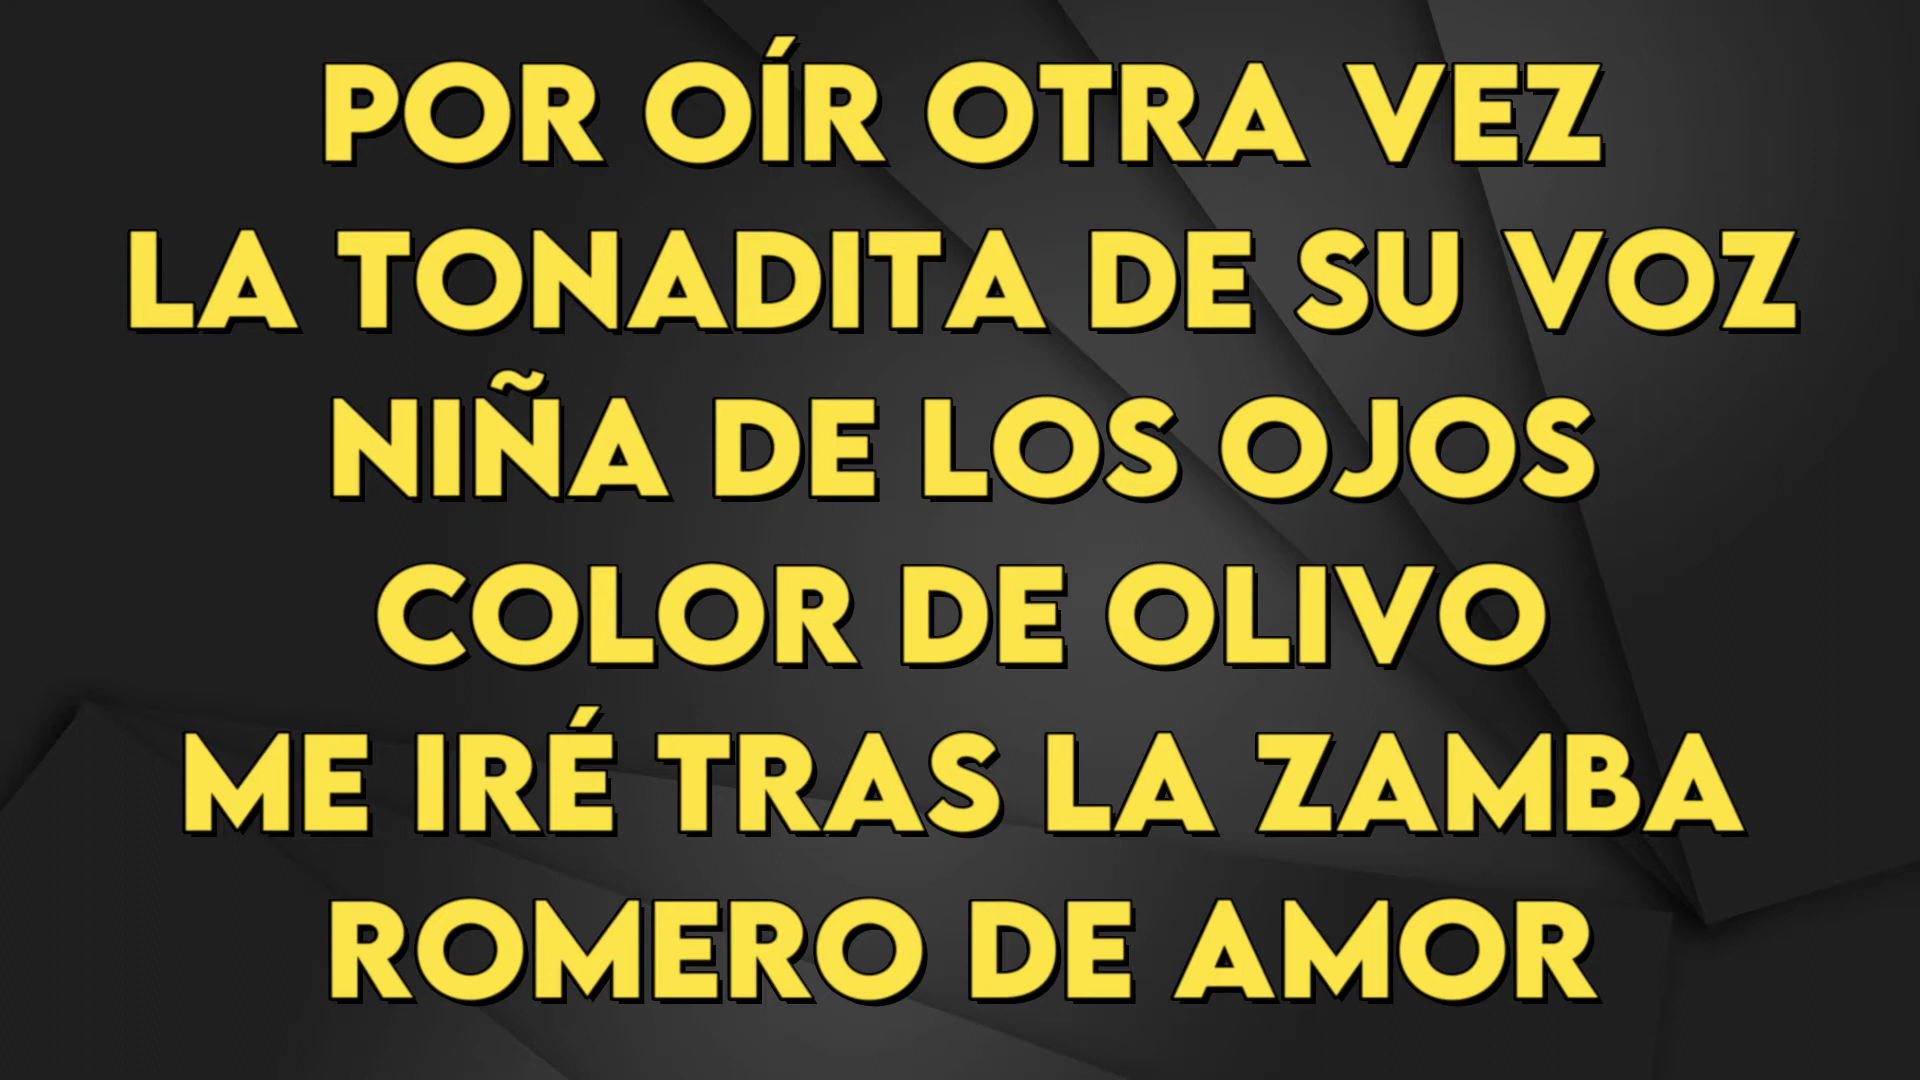 POR OÍR OTRA VEZ
LA TONADITA DE SU VOZ
NIÑA DE LOS OJOS
COLOR DE OLIVO
ME IRÉ TRAS LA ZAMBA
ROMERO DE AMOR